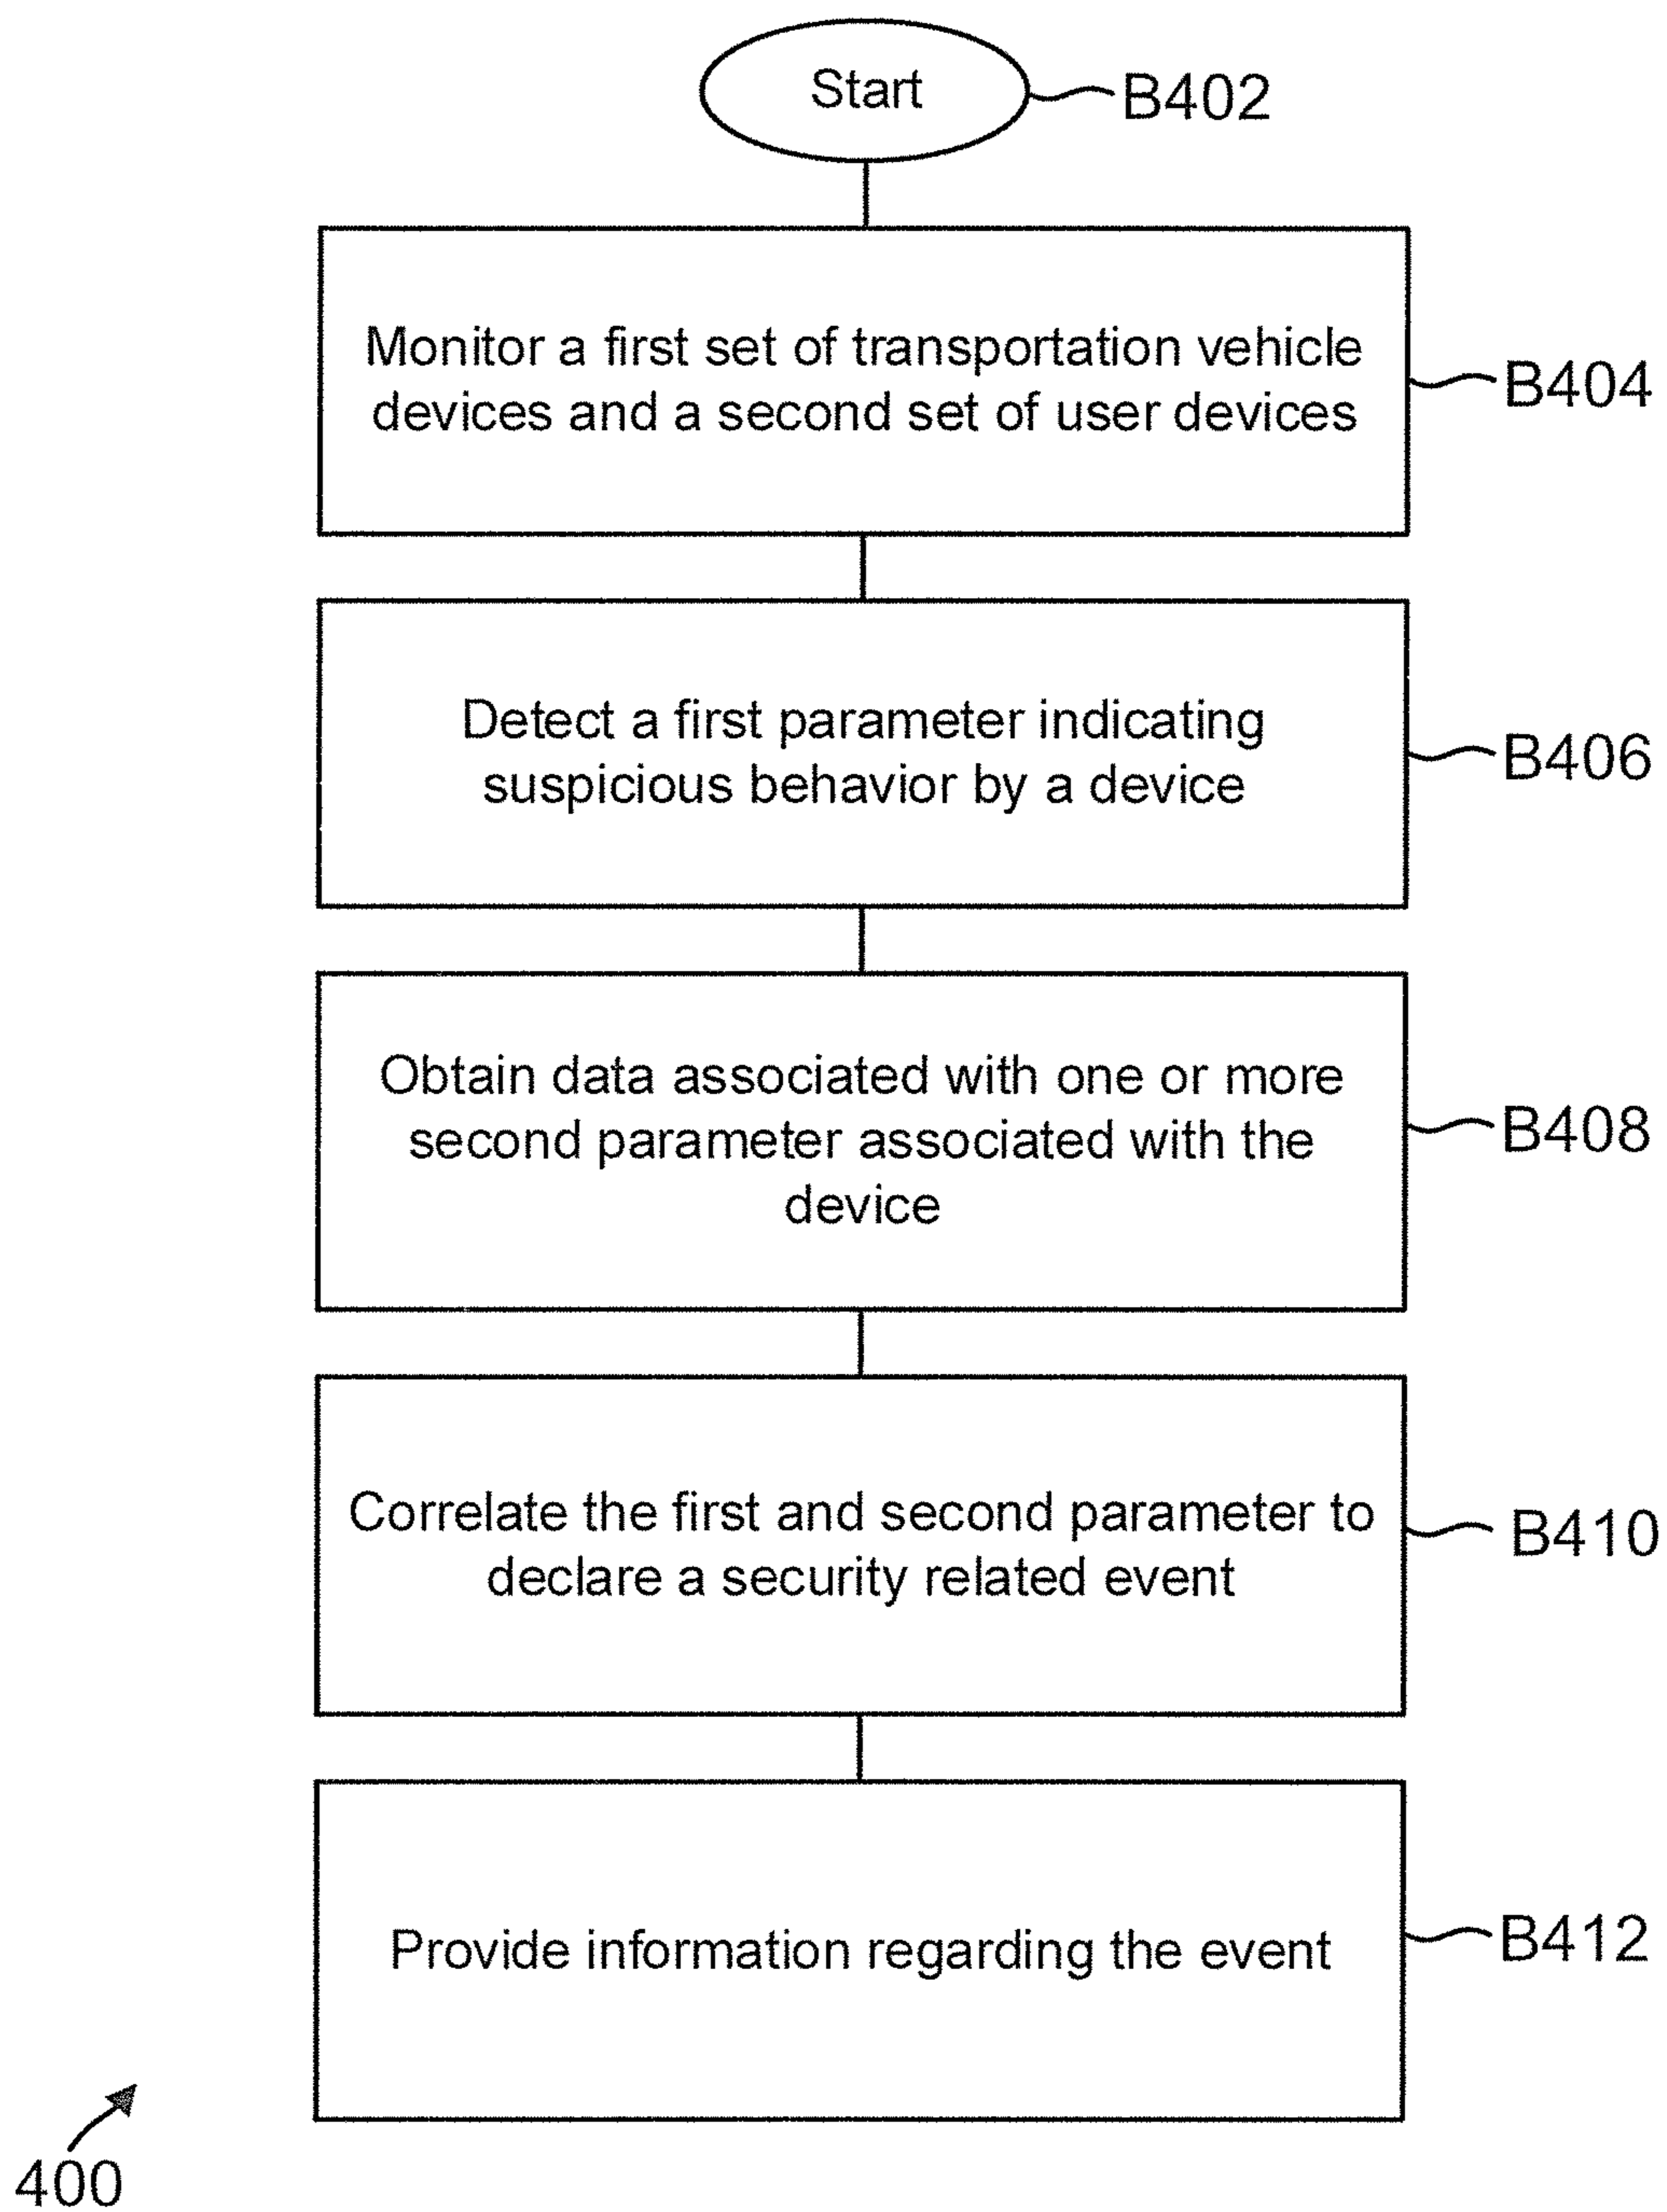 Start
B402
Monitor a first set of transportation vehicle
devices and a second set of user devices
B404
Detect a first parameter indicating
suspicious behavior by a device
B406
Obtain data associated with one or more
second parameter associated with the
device
B408
Correlate the first and second parameter to
declare a security related event
B410
Provide information regarding the event
B412
400